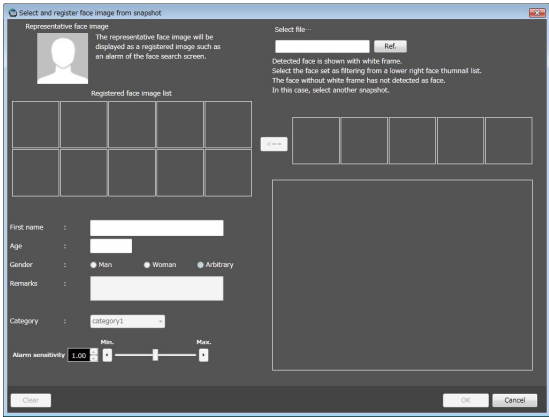 Select and register face image from snapshot
Representative face image
The representative face image will be
displayed as a registered image such as
an alarm of the face search screen.
Registered face image list
First name :
Age :
Gender : Man Woman Arbitrary
Remarks :
Category : category1
Min. Max.
Alarm sensitivity 1.00
Clear
Select file···
Ref.
Detected face is shown with white frame.
Select the face set as filtering from a lower right face thumnail list.
The face without white frame has not detected as face.
In this case, select another snapshot.
<--
OK Cancel